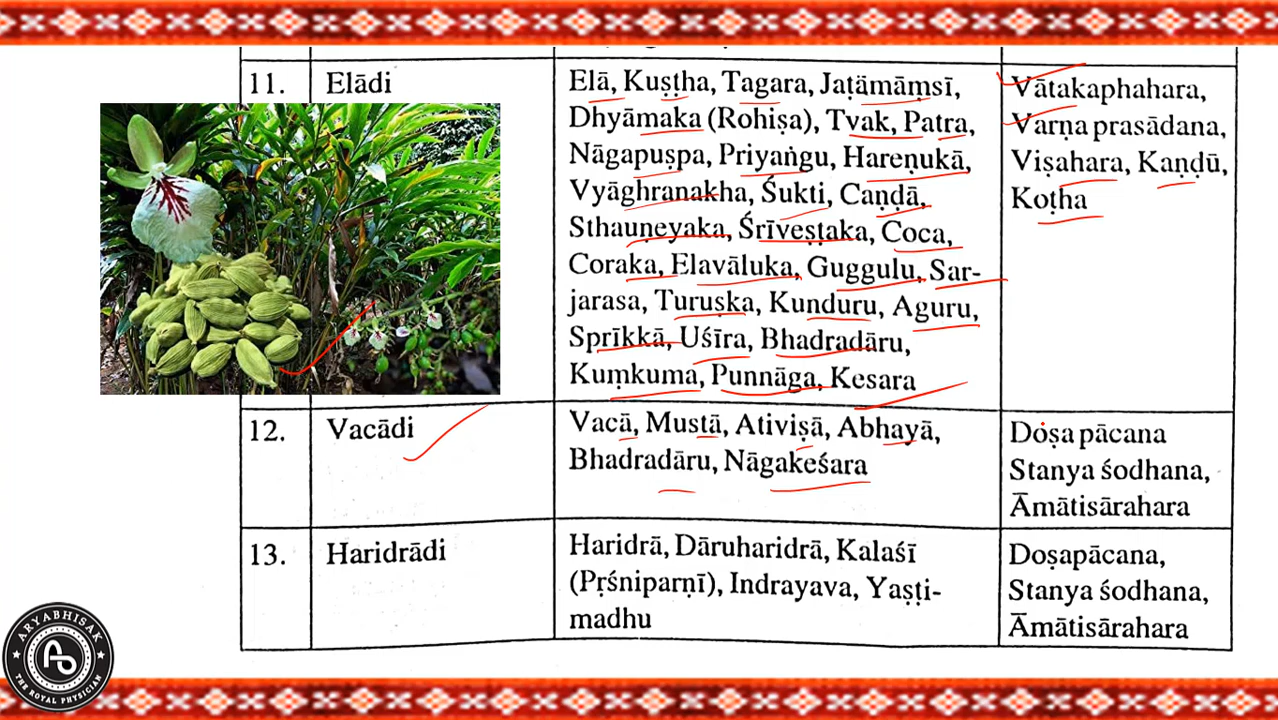 11. Elādi Elā, Kuṣṭha, Tagara, Jaṭämāṃsī, Vātakaphahara,
Dhyāmaka (Rohiṣa), Tvak, Patra, Varṇa prasādana,
Nāgapuṣpa, Priyaṅgu, Hareṇukā, Viṣahara, Kaṇḍū,
Vyāghranakha, Śukti, Caṇḍā, Koṭha
Sthauṇeyaka, Śrīveṣṭaka, Coca,
Coraka, Elavāluka, Guggulu, Sar-
jarasa, Turuṣka, Kunduru, Aguru,
Sprīkkā, Uśīra, Bhadradāru,
Kuṃkuma, Punnāga, Kesara
12. Vacādi Vacā, Mustā, Ativiṣā, Abhayā, Doṣa pācana
Bhadradāru, Nāgakeśara Stanya śodhana,
Āmātisārahara
13. Haridrādi Haridrā, Dāruharidrā, Kalaśī Doṣapācana,
(Pṛśniparṇī), Indrayava, Yaṣṭi- Stanya śodhana,
madhu Āmātisārahara
ARYABHISAK
THE ROYAL PHYSICIAN